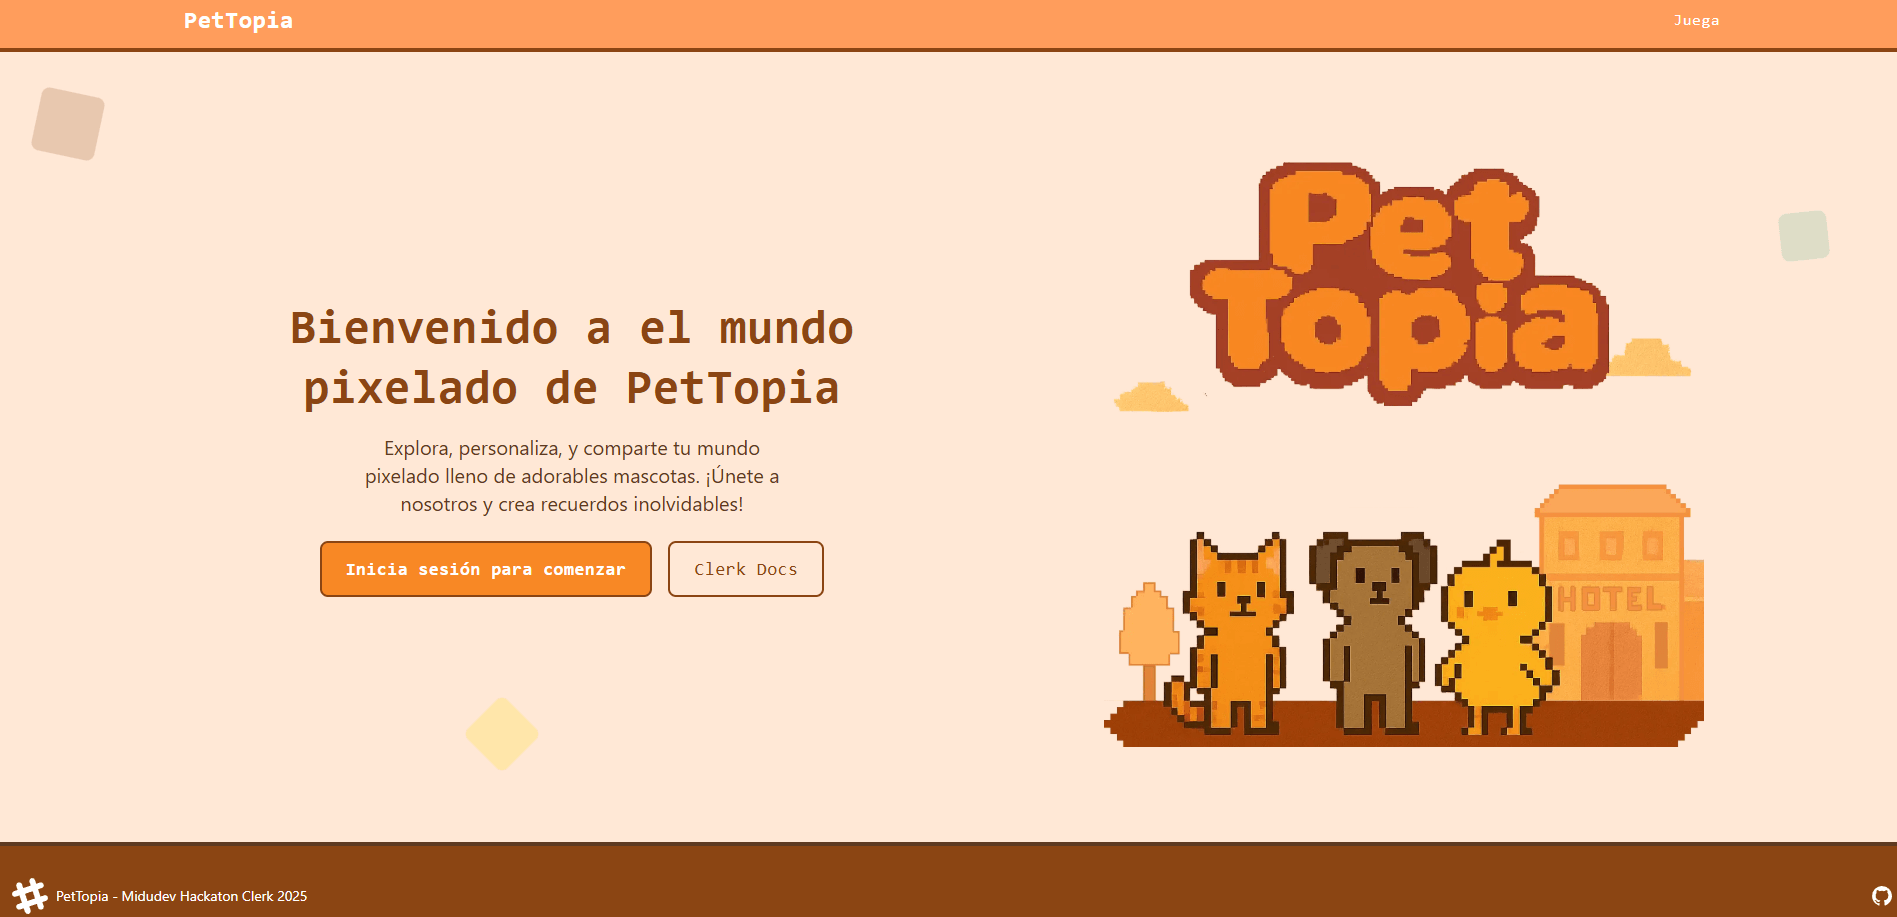 PetTopia
Juega
Bienvenido a el mundo
pixelado de PetTopia
Explora, personaliza, y comparte tu mundo
pixelado lleno de adorables mascotas. ¡Únete a
nosotros y crea recuerdos inolvidables!
Inicia sesión para comenzar
Clerk Docs
Pet
Topia
HOTEL
PetTopia - Midudev Hackaton Clerk 2025